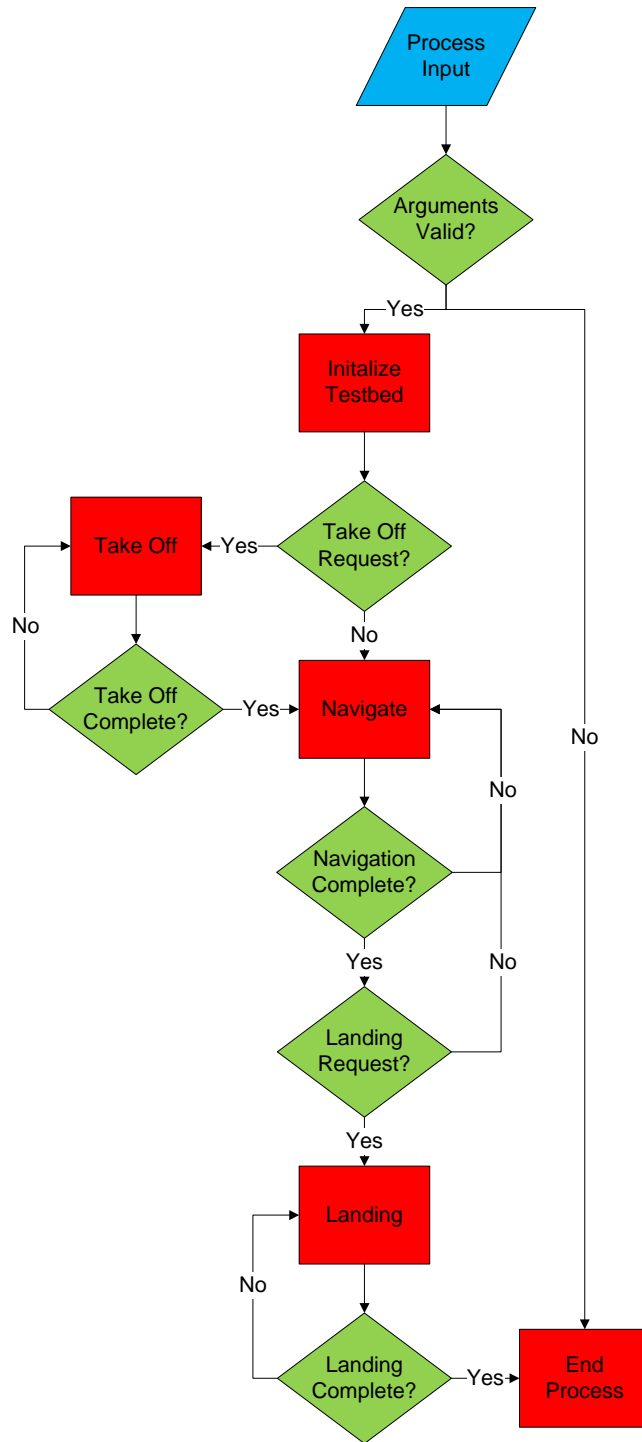 Process
Input
Arguments
Valid?
Yes
Initalize
Testbed
Take Off
Yes
Take Off
Request?
No
No
Take Off
Complete?
Yes
Navigate
No
No
Navigation
Complete?
Yes
No
Landing
Request?
Yes
Landing
No
Landing
Complete?
Yes
End
Process